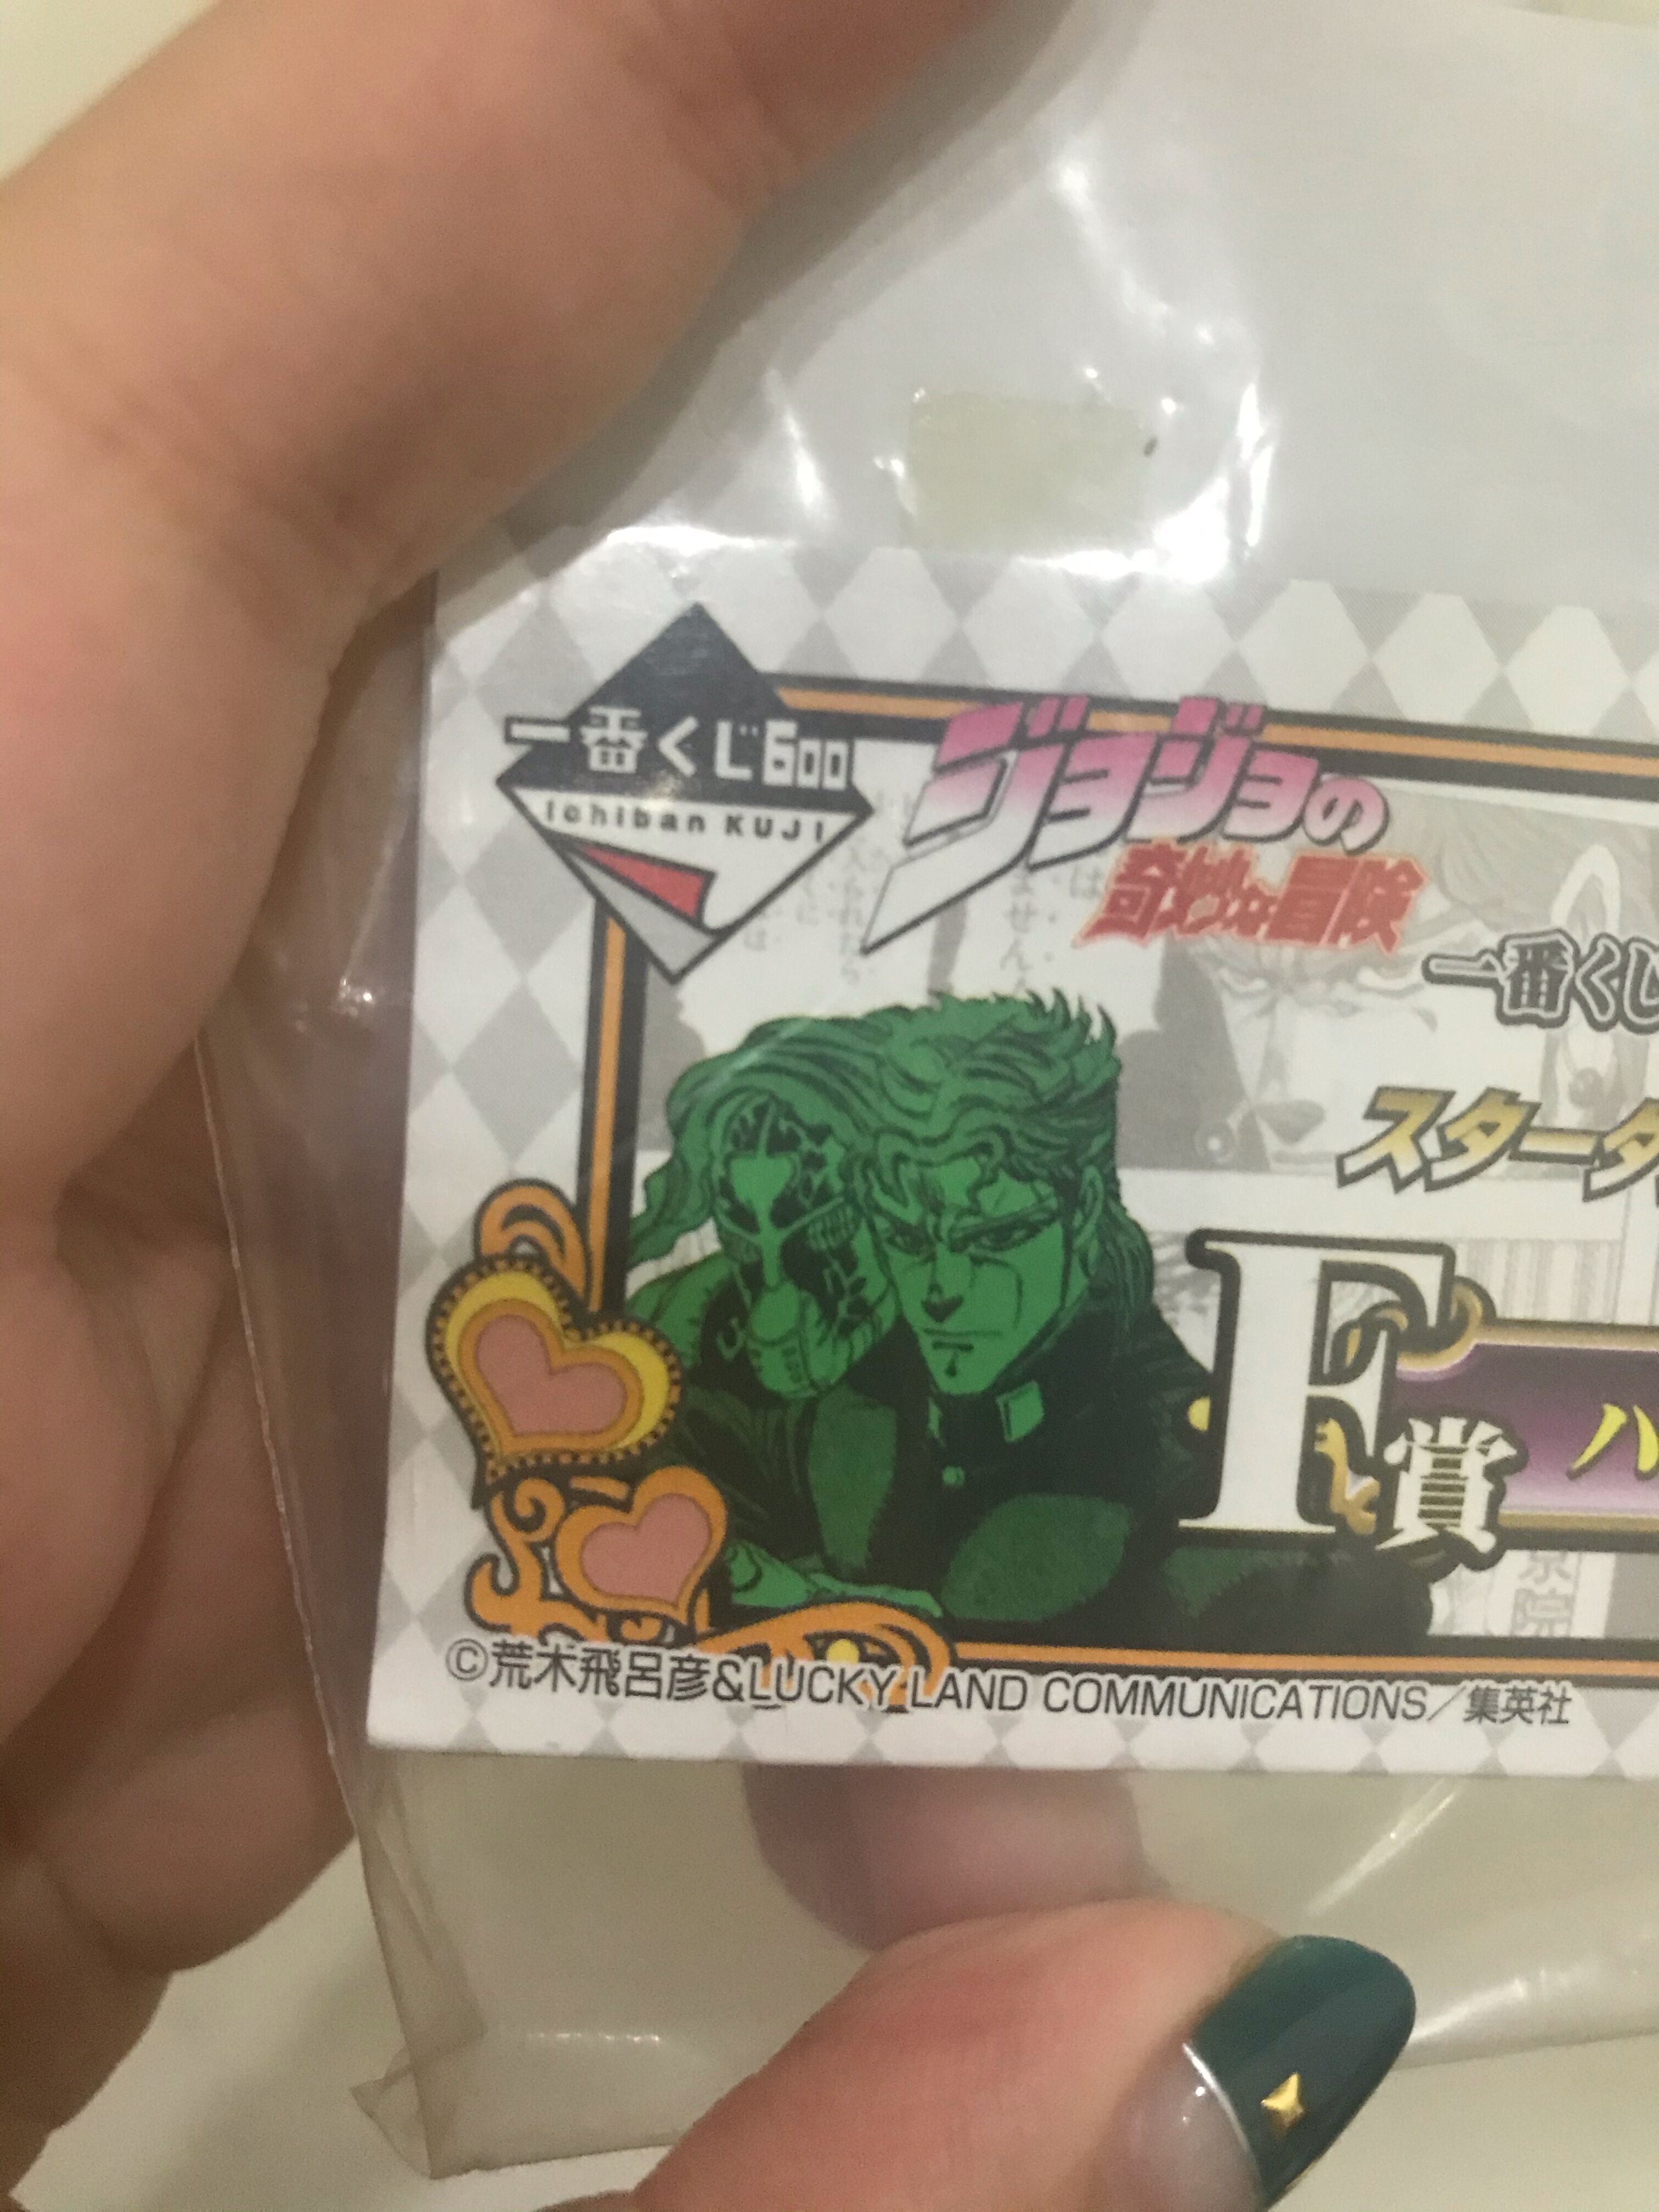 一番くじ600
Ichiban KUJI
ジョジョの
奇妙な冒険
一番くじ
スター
F賞
ハ
©荒木飛呂彦&LUCKY LAND COMMUNICATIONS／集英社